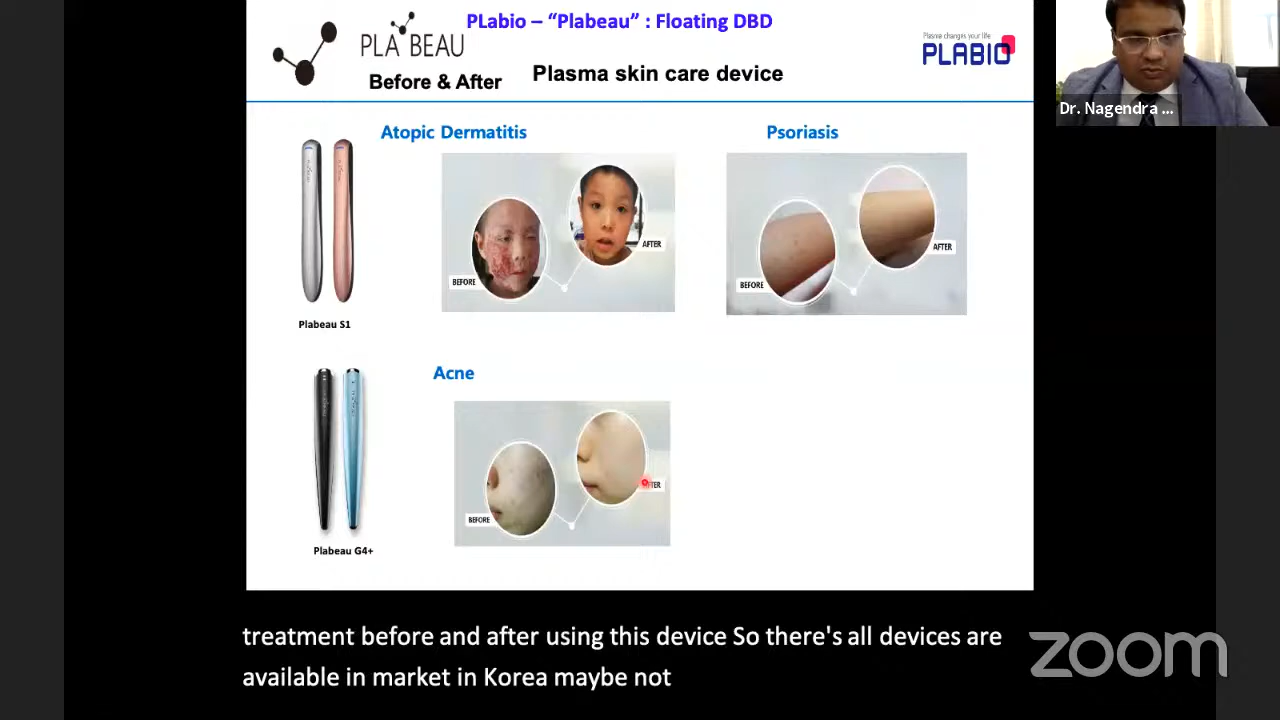 PLabio – “Plabeau” : Floating DBD
PLA BEAU
Before & After
Plasma skin care device
Plasma changes your life
PLABIO
Dr. Nagendra ...
Atopic Dermatitis
Psoriasis
BEFORE
AFTER
BEFORE
AFTER
Plabeau S1
Acne
BEFORE
Plabeau G4+
treatment before and after using this device So there's all devices are
available in market in Korea maybe not
zoom